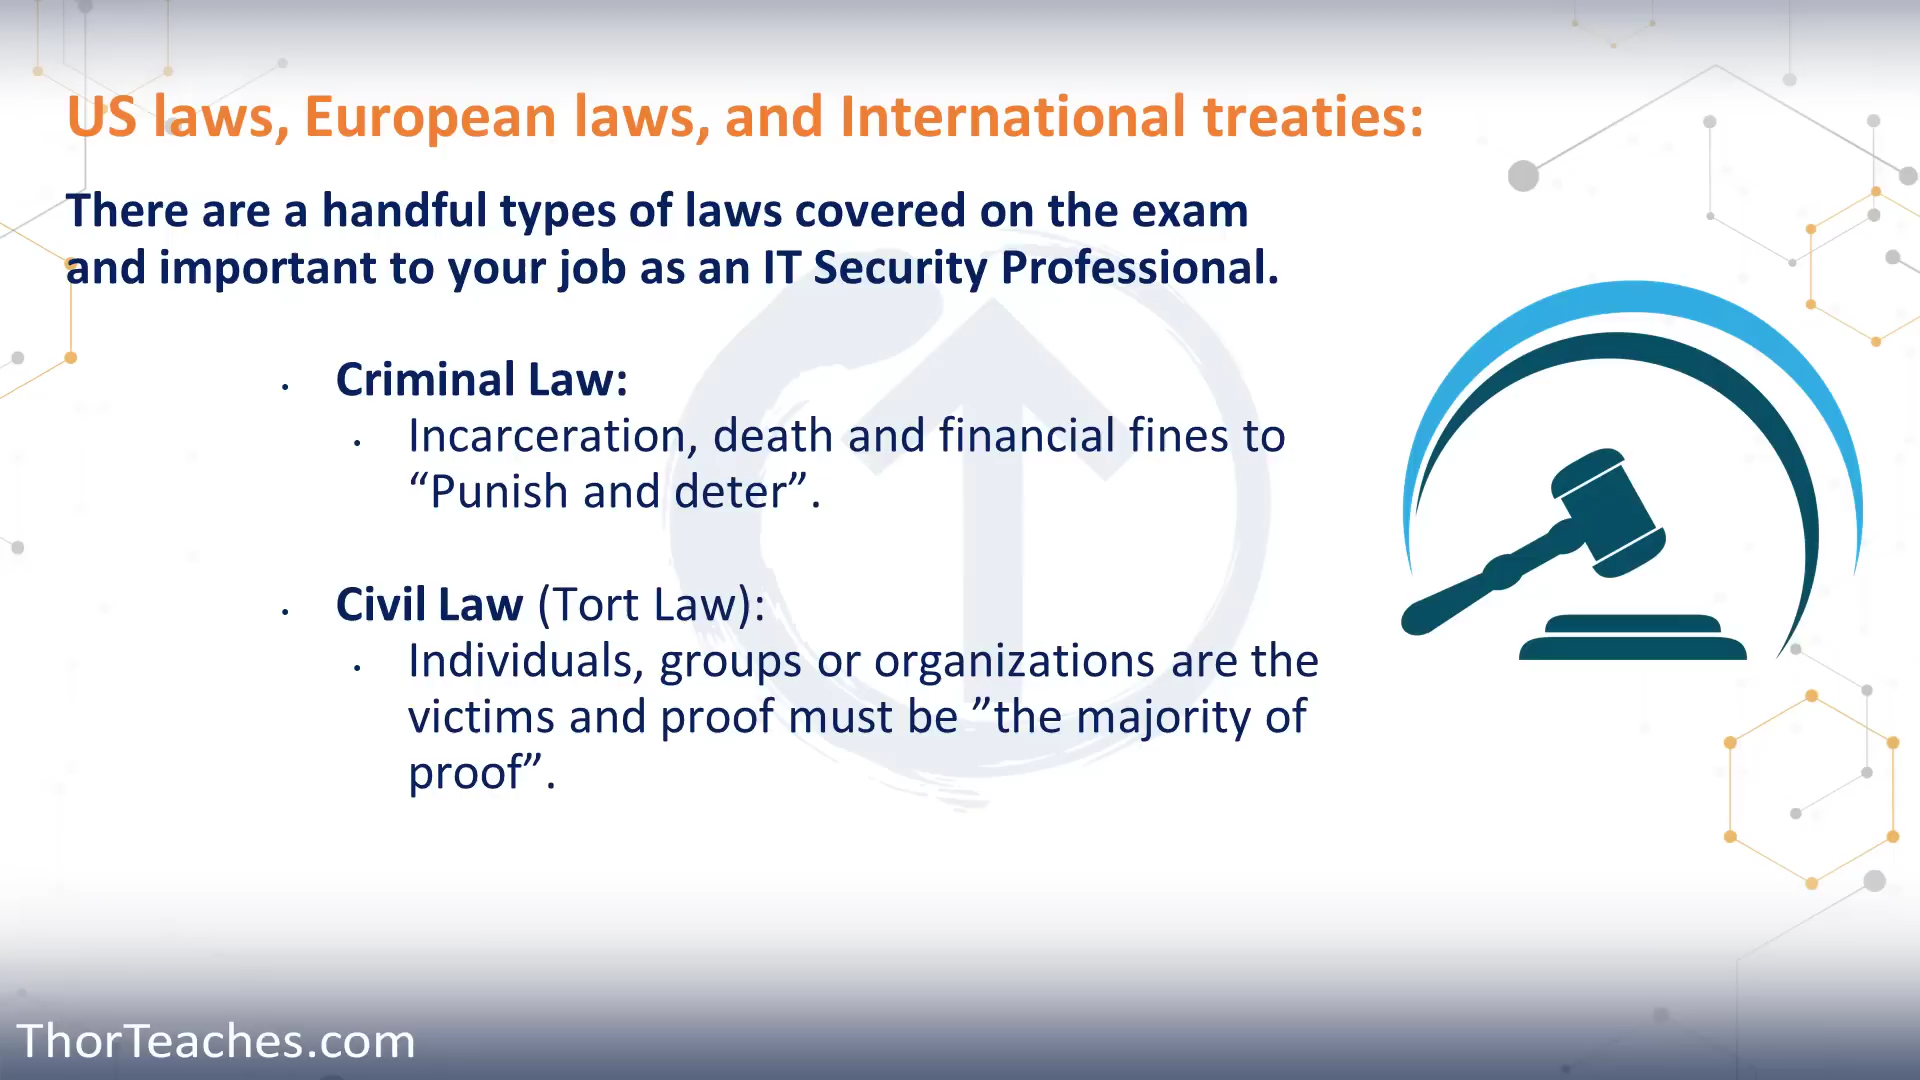 US laws, European laws, and International treaties:
There are a handful types of laws covered on the exam
and important to your job as an IT Security Professional.
• Criminal Law:
• Incarceration, death and financial fines to
“Punish and deter”.
• Civil Law (Tort Law):
• Individuals, groups or organizations are the
victims and proof must be ”the majority of
proof”.
ThorTeaches.com